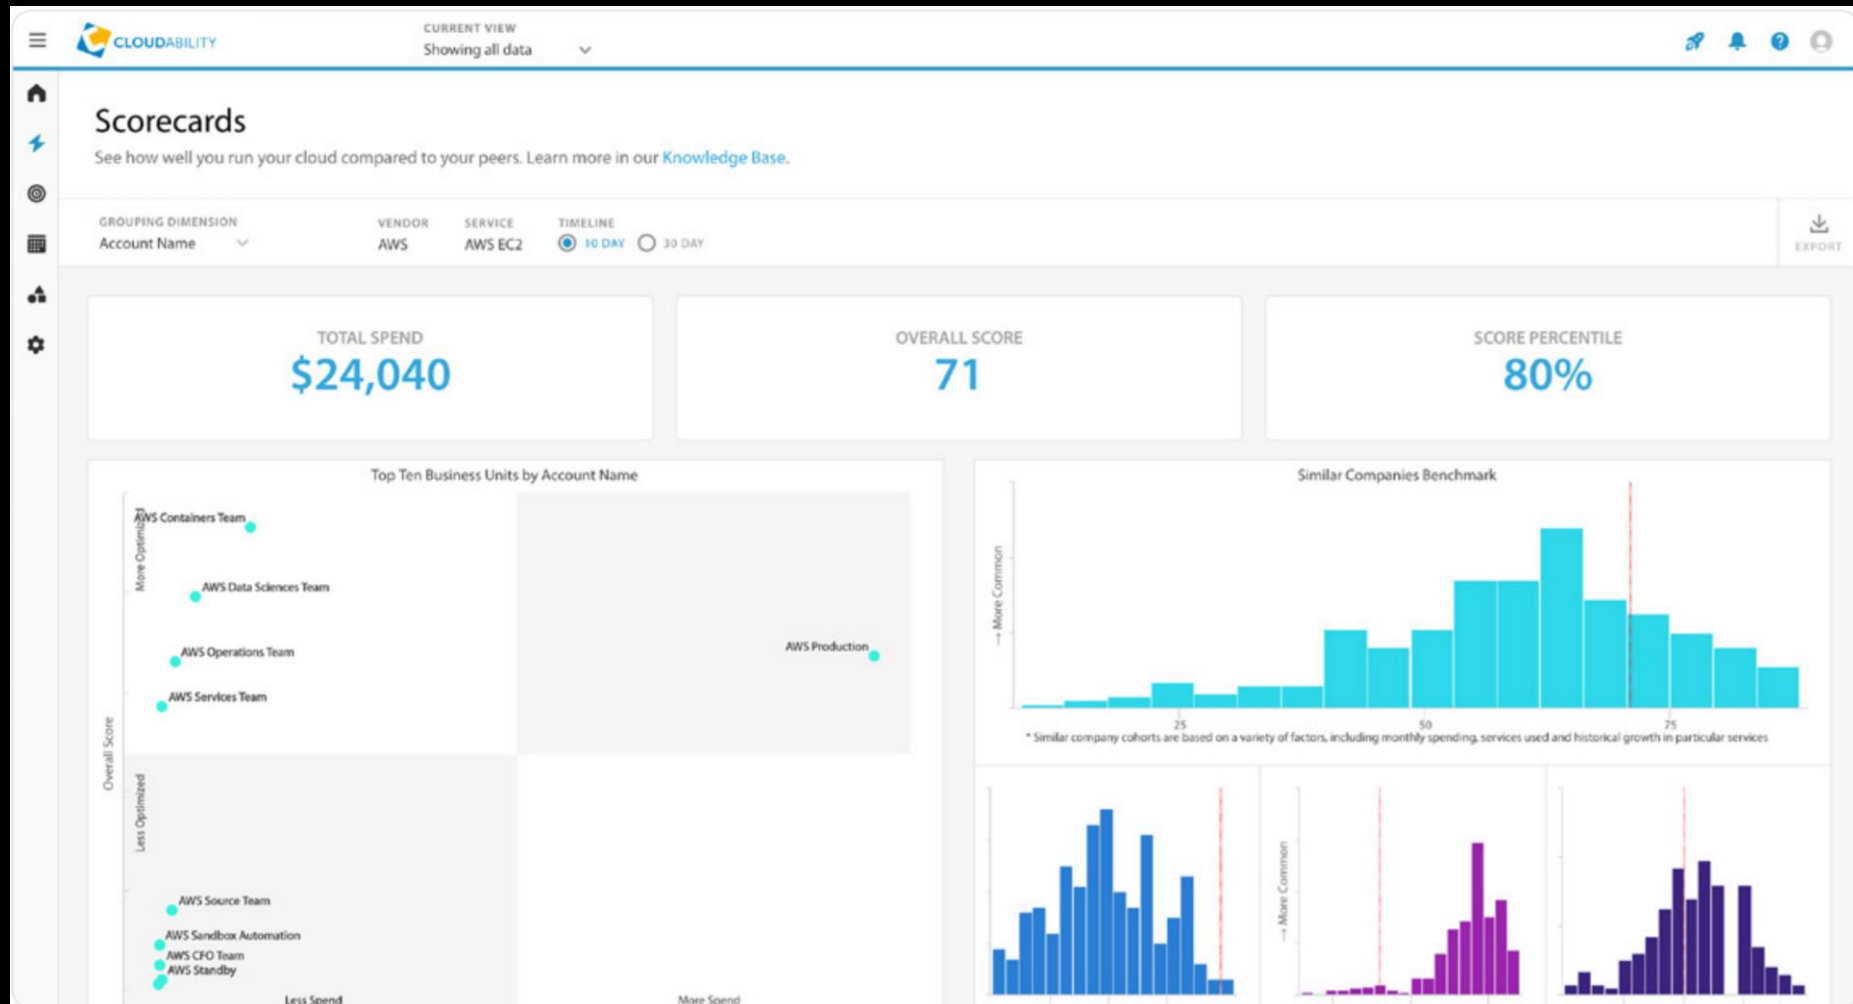 CLOUDABILITY
CURRENT VIEW
Showing all data
Scorecards
See how well you run your cloud compared to your peers. Learn more in our Knowledge Base.
GROUPING DIMENSION
Account Name
VENDOR
AWS
SERVICE
AWS EC2
TIMELINE
10 DAY
30 DAY
EXPORT
TOTAL SPEND
$24,040
OVERALL SCORE
71
SCORE PERCENTILE
80%
Top Ten Business Units by Account Name
More Optimized
AWS Containers Team
AWS Data Sciences Team
AWS Operations Team
AWS Services Team
AWS Production
Overall Score
Less Optimized
AWS Source Team
AWS Sandbox Automation
AWS CFO Team
AWS Standby
Less Spend
More Spend
Similar Companies Benchmark
→ More Common
25
50
75
* Similar company cohorts are based on a variety of factors, including monthly spending, services used and historical growth in particular services
→ More Common